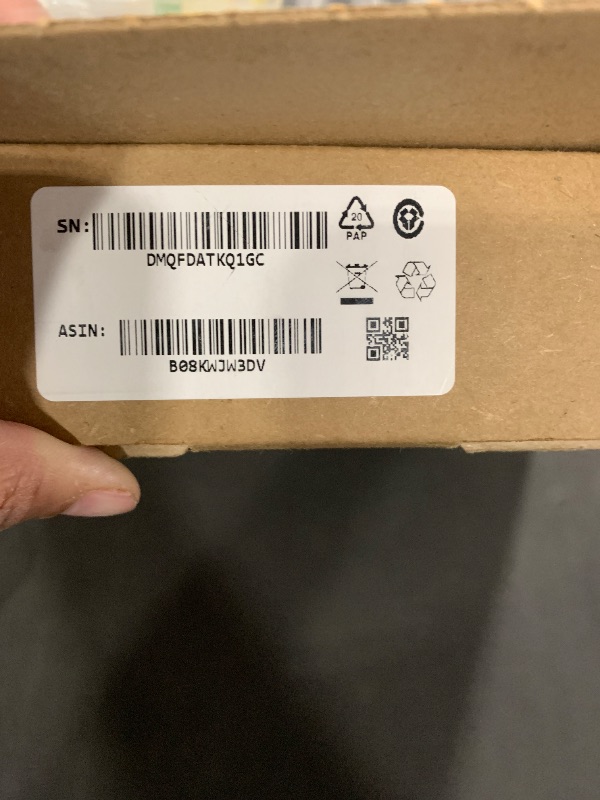 SN:
DMQFDATKQ1GC
20
PAP
ASIN:
B08KWJW3DV